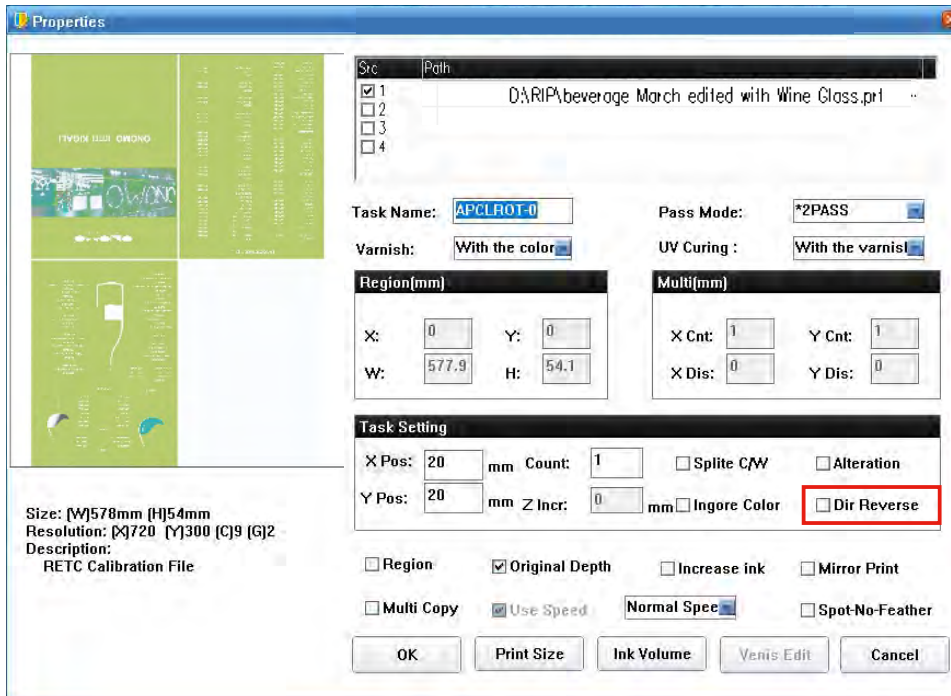 Properties
Src Path
1 D:\RIP\beverage March edited with Wine Glass.prt ..
2
3
4
Task Name: APCLROT-0 Pass Mode: *2PASS
Varnish: With the color UV Curing : With the varnisl
Region(mm) Multi(mm)
X: 0 Y: 0 X Cnt: 1 Y Cnt: 1
W: 577.9 H: 54.1 X Dis: 0 Y Dis: 0
Task Setting
X Pos: 20 mm Count: 1 Splite C/W Alteration
Y Pos: 20 mm Z Incr: 0 mm Ingore Color Dir Reverse
Size: (W)578mm (H)54mm
Resolution: (X)720 (Y)300 (C)9 (G)2
Description:
RETC Calibration File
Region Original Depth Increase ink Mirror Print
Multi Copy Use Speed Normal Spee Spot-No-Feather
OK Print Size Ink Volume Venis Edit Cancel